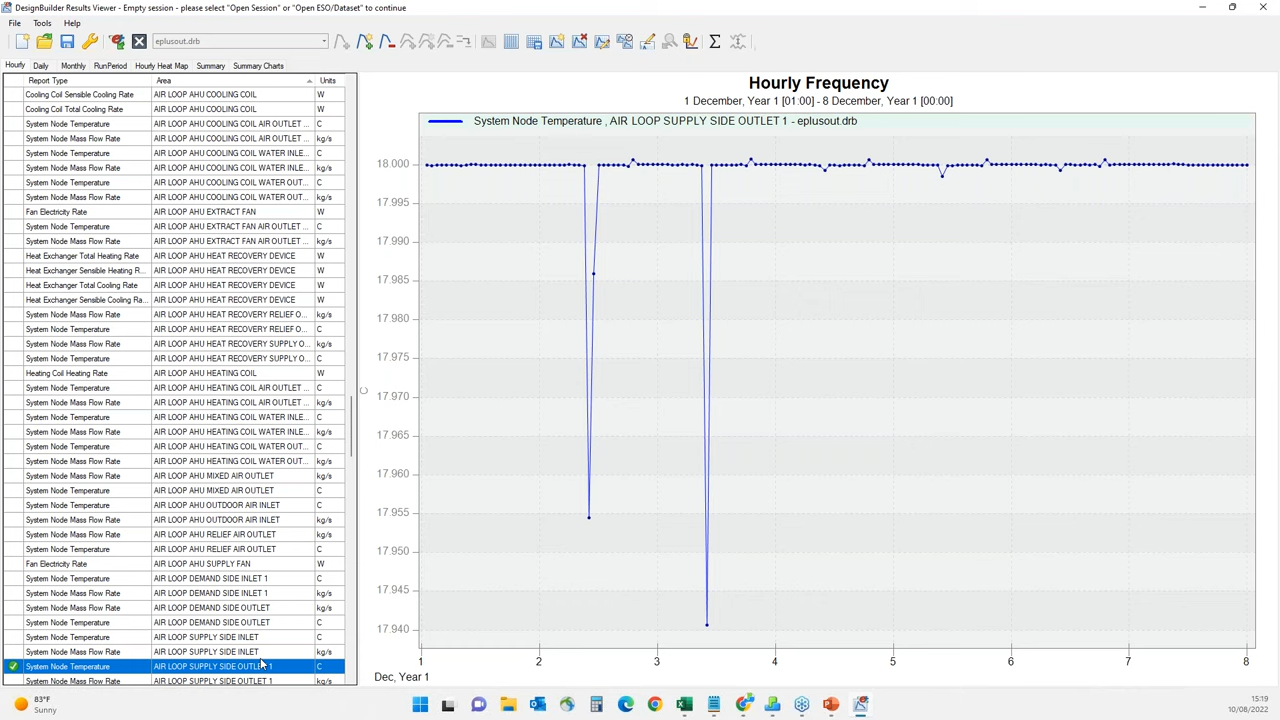 DesignBuilder Results Viewer - Empty session - please select "Open Session" or "Open ESO/Dataset" to continue
File Tools Help
eplusout.drb
Hourly Daily Monthly RunPeriod Hourly Heat Map Summary Summary Charts
Report Type Area Units
Cooling Coil Sensible Cooling Rate AIR LOOP AHU COOLING COIL W
Cooling Coil Total Cooling Rate AIR LOOP AHU COOLING COIL W
System Node Temperature AIR LOOP AHU COOLING COIL AIR OUTLET ... C
System Node Mass Flow Rate AIR LOOP AHU COOLING COIL AIR OUTLET ... kg/s
System Node Temperature AIR LOOP AHU COOLING COIL WATER INLE... C
System Node Mass Flow Rate AIR LOOP AHU COOLING COIL WATER INLE... kg/s
System Node Temperature AIR LOOP AHU COOLING COIL WATER OUT... C
System Node Mass Flow Rate AIR LOOP AHU COOLING COIL WATER OUT... kg/s
Fan Electricity Rate AIR LOOP AHU EXTRACT FAN W
System Node Temperature AIR LOOP AHU EXTRACT FAN AIR OUTLET ... C
System Node Mass Flow Rate AIR LOOP AHU EXTRACT FAN AIR OUTLET ... kg/s
Heat Exchanger Total Heating Rate AIR LOOP AHU HEAT RECOVERY DEVICE W
Heat Exchanger Sensible Heating R... AIR LOOP AHU HEAT RECOVERY DEVICE W
Heat Exchanger Total Cooling Rate AIR LOOP AHU HEAT RECOVERY DEVICE W
Heat Exchanger Sensible Cooling Ra... AIR LOOP AHU HEAT RECOVERY DEVICE W
System Node Mass Flow Rate AIR LOOP AHU HEAT RECOVERY RELIEF O... kg/s
System Node Temperature AIR LOOP AHU HEAT RECOVERY RELIEF O... C
System Node Mass Flow Rate AIR LOOP AHU HEAT RECOVERY SUPPLY O... kg/s
System Node Temperature AIR LOOP AHU HEAT RECOVERY SUPPLY O... C
Heating Coil Heating Rate AIR LOOP AHU HEATING COIL W
System Node Temperature AIR LOOP AHU HEATING COIL AIR OUTLET ... C
System Node Mass Flow Rate AIR LOOP AHU HEATING COIL AIR OUTLET ... kg/s
System Node Temperature AIR LOOP AHU HEATING COIL WATER INLE... C
System Node Mass Flow Rate AIR LOOP AHU HEATING COIL WATER INLE... kg/s
System Node Temperature AIR LOOP AHU HEATING COIL WATER OUT... C
System Node Mass Flow Rate AIR LOOP AHU HEATING COIL WATER OUT... kg/s
System Node Mass Flow Rate AIR LOOP AHU MIXED AIR OUTLET kg/s
System Node Temperature AIR LOOP AHU MIXED AIR OUTLET C
System Node Temperature AIR LOOP AHU OUTDOOR AIR INLET C
System Node Mass Flow Rate AIR LOOP AHU OUTDOOR AIR INLET kg/s
System Node Mass Flow Rate AIR LOOP AHU RELIEF AIR OUTLET kg/s
System Node Temperature AIR LOOP AHU RELIEF AIR OUTLET C
Fan Electricity Rate AIR LOOP AHU SUPPLY FAN W
System Node Temperature AIR LOOP DEMAND SIDE INLET 1 C
System Node Mass Flow Rate AIR LOOP DEMAND SIDE INLET 1 kg/s
System Node Mass Flow Rate AIR LOOP DEMAND SIDE OUTLET kg/s
System Node Temperature AIR LOOP DEMAND SIDE OUTLET C
System Node Temperature AIR LOOP SUPPLY SIDE INLET C
System Node Mass Flow Rate AIR LOOP SUPPLY SIDE INLET kg/s
System Node Temperature AIR LOOP SUPPLY SIDE OUTLET 1 C
System Node Mass Flow Rate AIR LOOP SUPPLY SIDE OUTLET 1 kg/s
Hourly Frequency
1 December, Year 1 [01:00] - 8 December, Year 1 [00:00]
System Node Temperature , AIR LOOP SUPPLY SIDE OUTLET 1 - eplusout.drb
18.000
17.995
17.990
17.985
17.980
17.975
17.970
17.965
17.960
17.955
17.950
17.945
17.940
C
1 2 3 4 5 6 7 8
Dec, Year 1
83°F
Sunny
15:19
10/08/2022